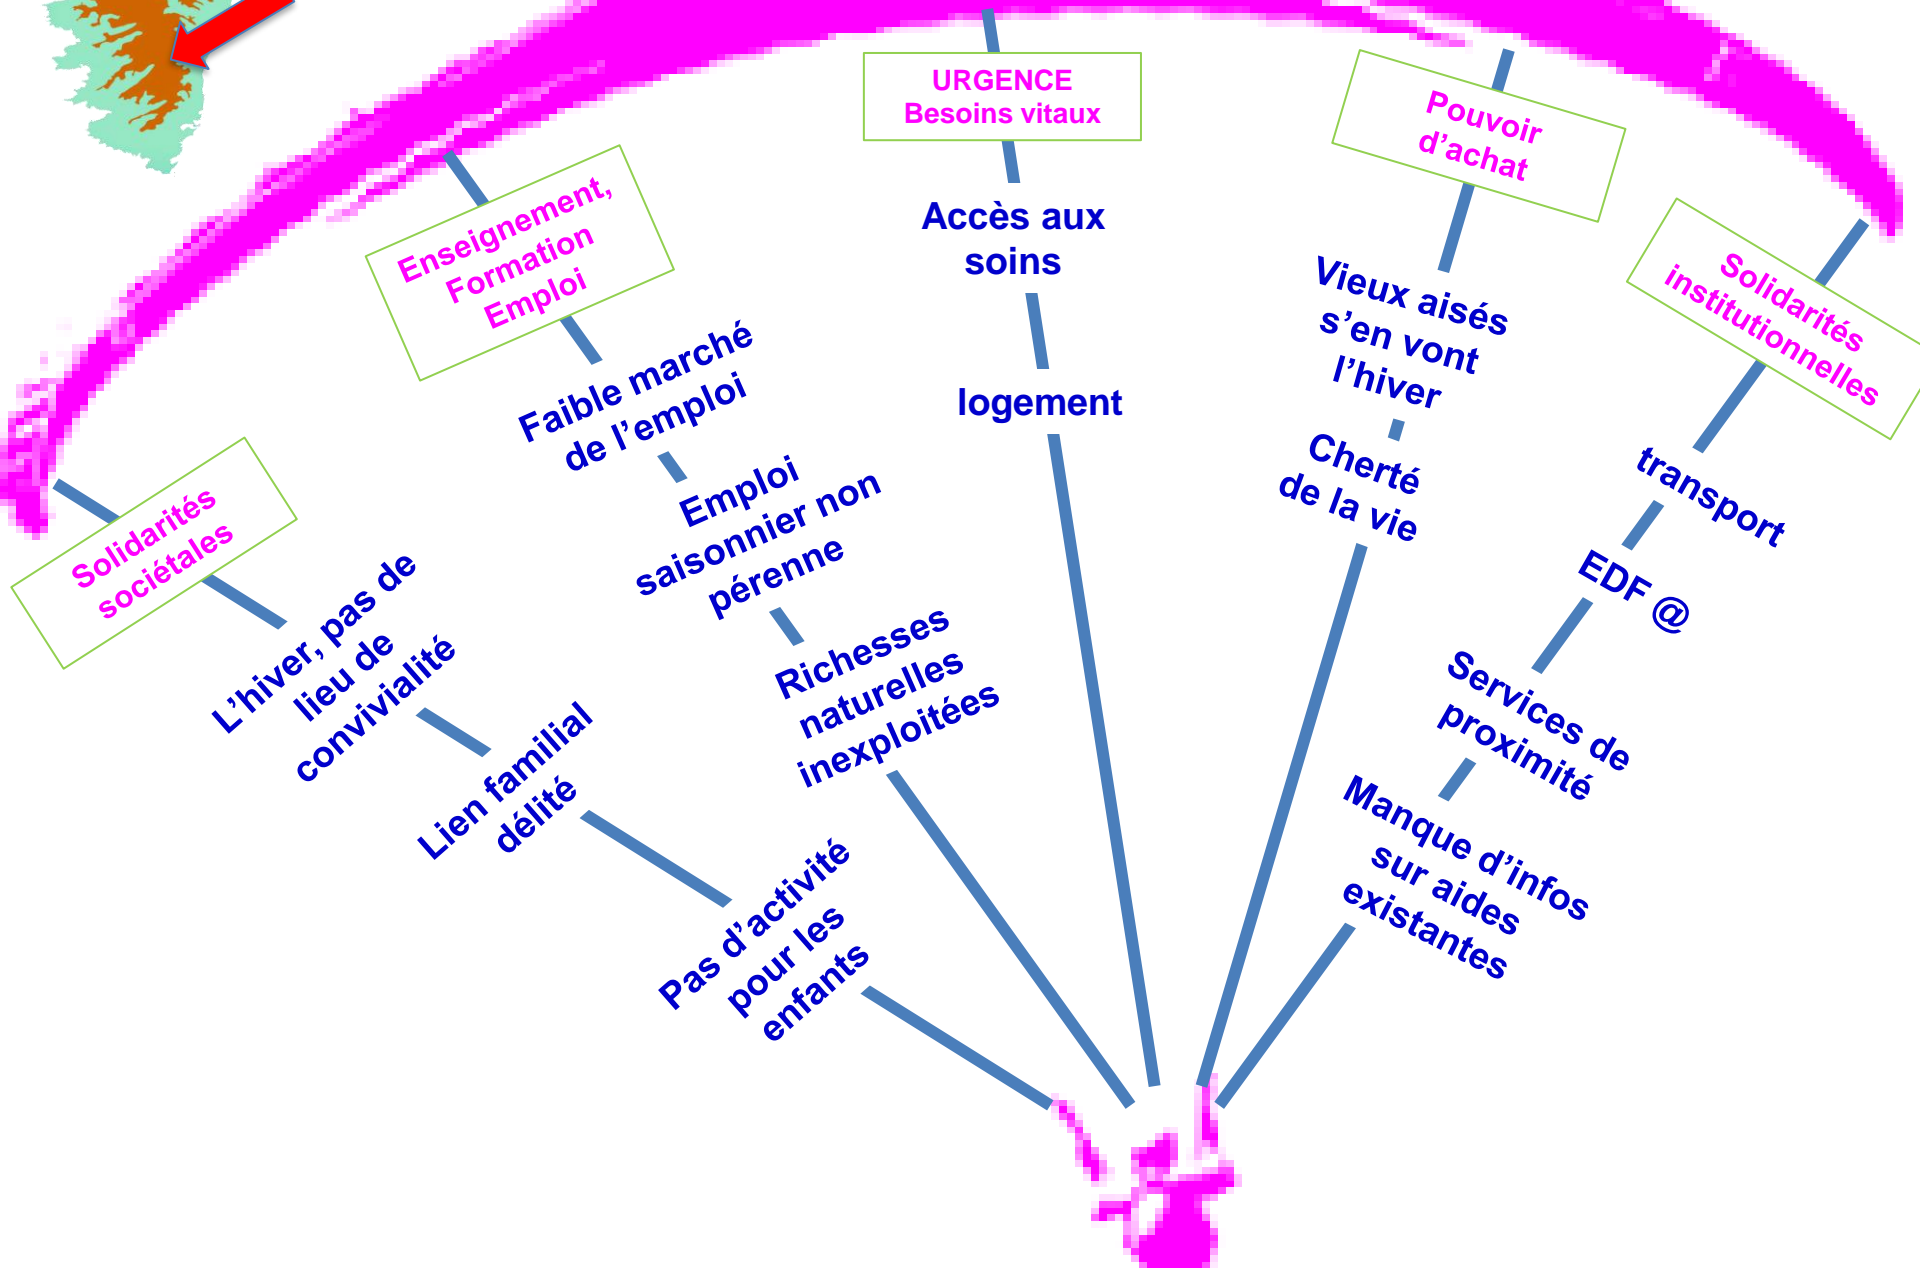 Solidarités
sociétales
L’hiver, pas de
lieu de
convivialité
Lien familial
délité
Pas d’activité
pour les
enfants
Enseignement,
Formation
Emploi
Faible marché
de l’emploi
Emploi
saisonnier non
pérenne
Richesses
naturelles
inexploitées
URGENCE
Besoins vitaux
Accès aux
soins
logement
Pouvoir
d’achat
Vieux aisés
s’en vont
l’hiver
Cherté
de la vie
Solidarités
institutionnelles
transport
EDF @
Services de
proximité
Manque d’infos
sur aides
existantes